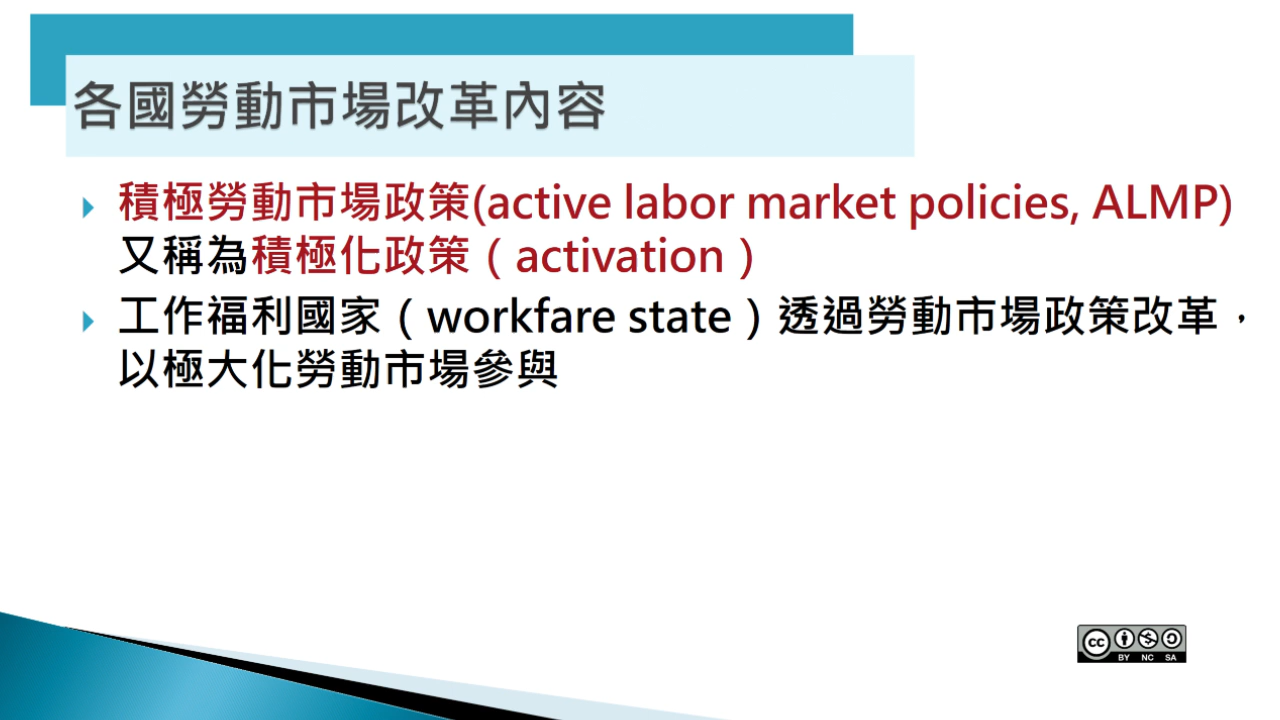 各國勞動市場改革內容
積極勞動市場政策(active labor market policies, ALMP)
又稱為積極化政策（activation）
工作福利國家（workfare state）透過勞動市場政策改革，
以極大化勞動市場參與
cc
BY NC SA